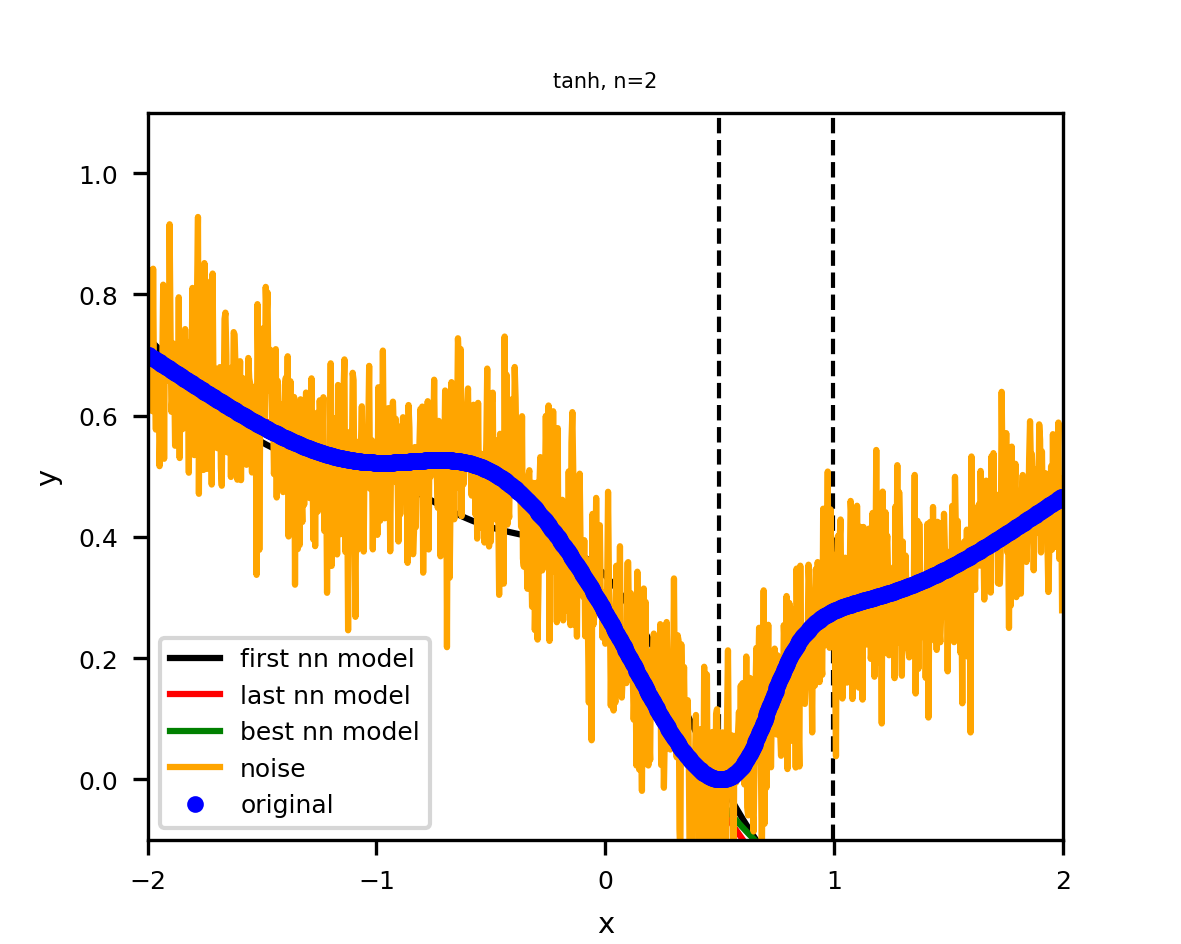 tanh, n=2
1.0
0.8
0.6
0.4
0.2
0.0
y
first nn model
last nn model
best nn model
noise
original
−2
−1
0
1
2
x